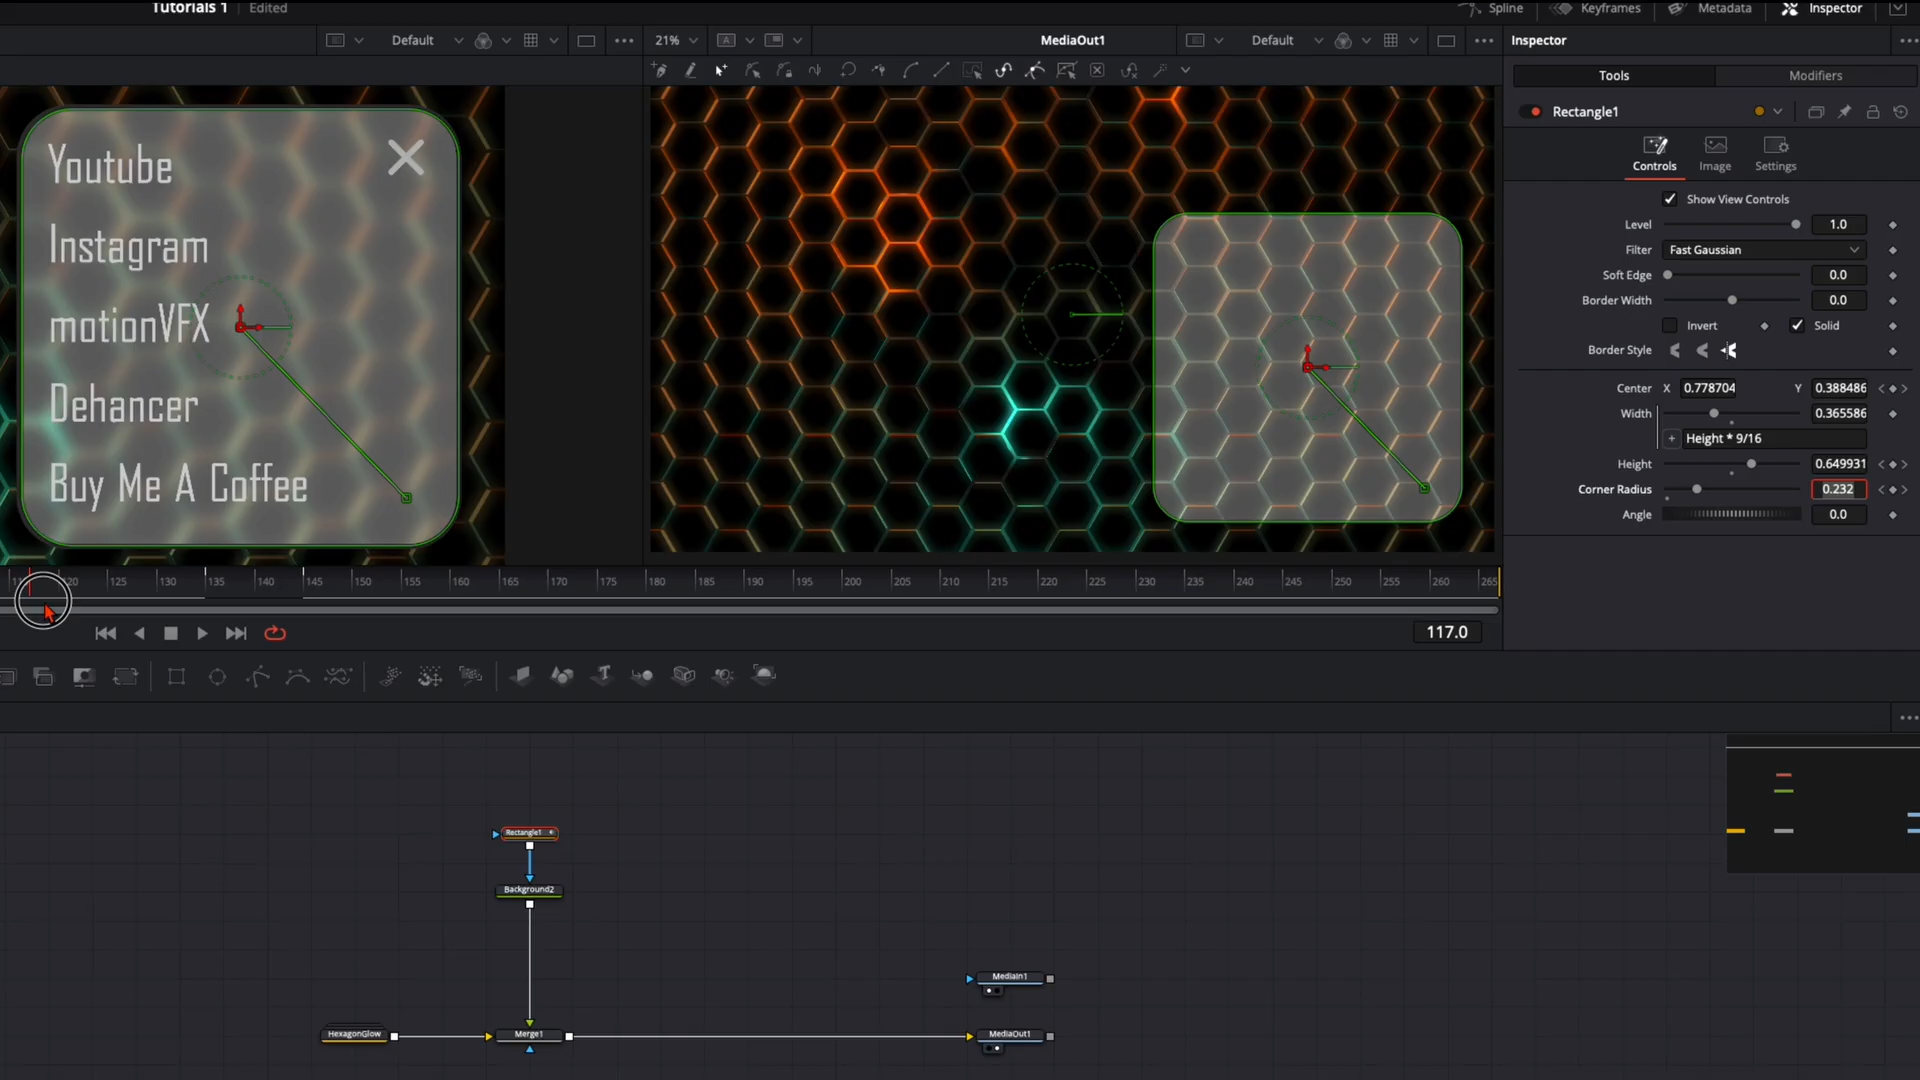 Tutorials 1 Edited
Spline Keyframes Metadata Inspector
Default 21% MediaOut1 Default Inspector
Tools Modifiers
Rectangle1
Controls Image Settings
Show View Controls
Level 1.0
Filter Fast Gaussian
Soft Edge 0.0
Border Width 0.0
Invert Solid
Border Style
Center X 0.778704 Y 0.388486
Width 0.365586
Height * 9/16
Height 0.649931
Corner Radius 0.232
Angle 0.0
Youtube
Instagram
motionVFX
Dehancer
Buy Me A Coffee
120 125 130 135 140 145 150 155 160 165 170 175 180 185 190 195 200 205 210 215 220 225 230 235 240 245 250 255 260 265
117.0
Rectangle1
Background2
MediaIn1
HexagonGlow Merge1 MediaOut1